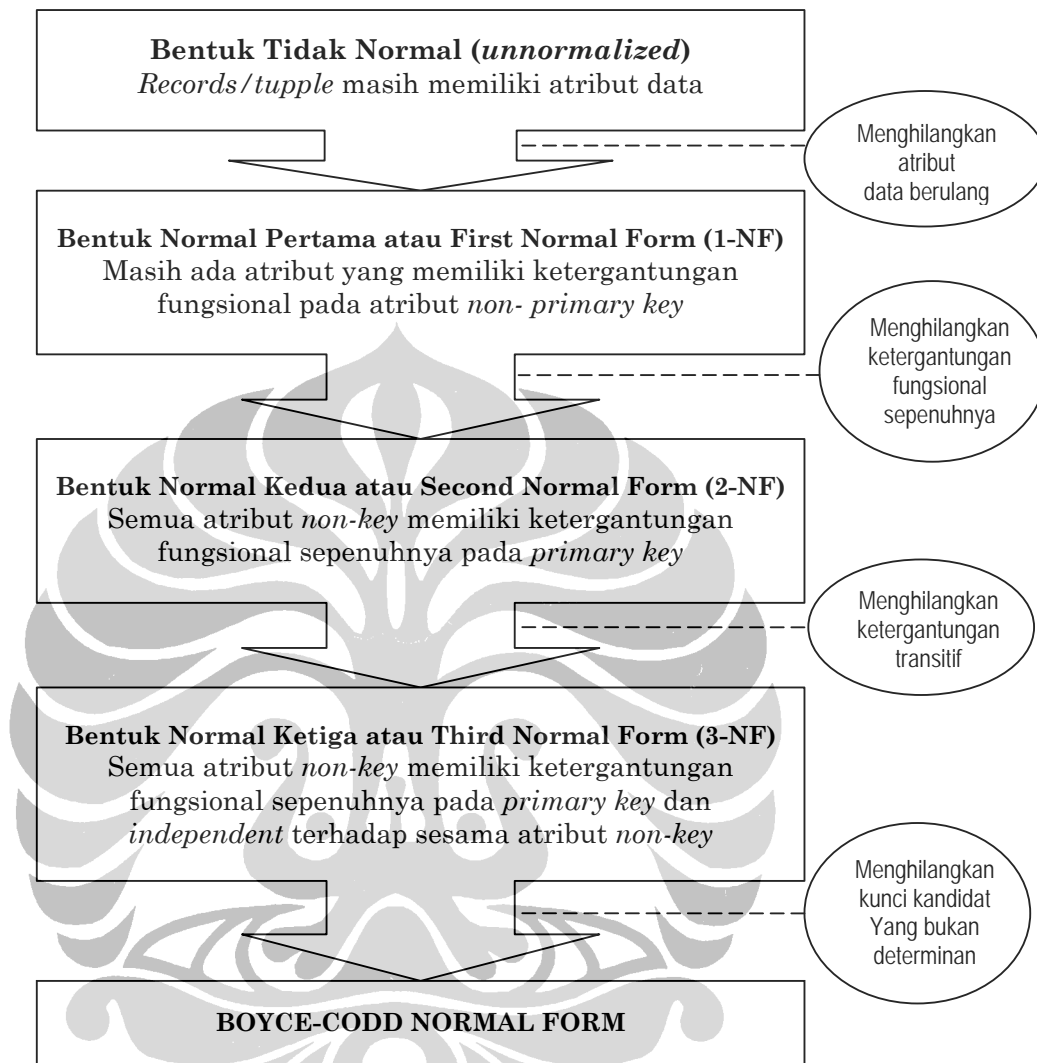 Bentuk Tidak Normal (unnormalized)
Records/tupple masih memiliki atribut data
Menghilangkan
atribut
data berulang
Bentuk Normal Pertama atau First Normal Form (1-NF)
Masih ada atribut yang memiliki ketergantungan
fungsional pada atribut non- primary key
Menghilangkan
ketergantungan
fungsional
sepenuhnya
Bentuk Normal Kedua atau Second Normal Form (2-NF)
Semua atribut non-key memiliki ketergantungan
fungsional sepenuhnya pada primary key
Menghilangkan
ketergantungan
transitif
Bentuk Normal Ketiga atau Third Normal Form (3-NF)
Semua atribut non-key memiliki ketergantungan
fungsional sepenuhnya pada primary key dan
independent terhadap sesama atribut non-key
Menghilangkan
kunci kandidat
Yang bukan
determinan
BOYCE-CODD NORMAL FORM